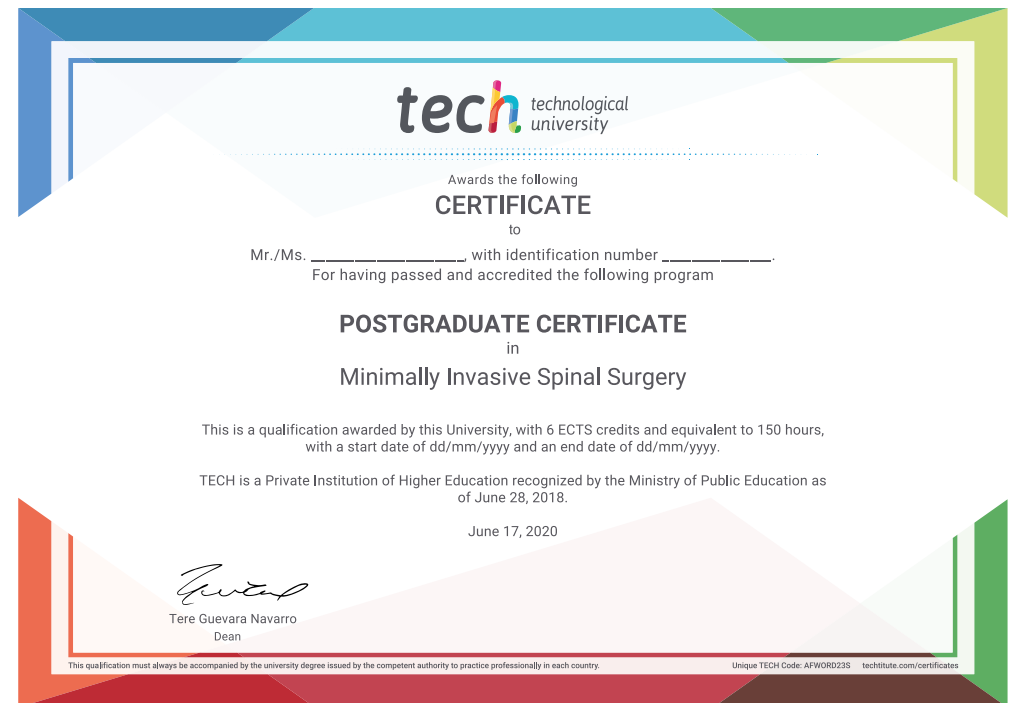 tech technological
university
Awards the following
CERTIFICATE
to
Mr./Ms. ____________________, with identification number ______________.
For having passed and accredited the following program
POSTGRADUATE CERTIFICATE
in
Minimally Invasive Spinal Surgery
This is a qualification awarded by this University, with 6 ECTS credits and equivalent to 150 hours,
with a start date of dd/mm/yyyy and an end date of dd/mm/yyyy.
TECH is a Private Institution of Higher Education recognized by the Ministry of Public Education as
of June 28, 2018.
June 17, 2020
Tere Guevara Navarro
Dean
This qualification must always be accompanied by the university degree issued by the competent authority to practice professionally in each country.
Unique TECH Code: AFWORD23S techtitute.com/certificates